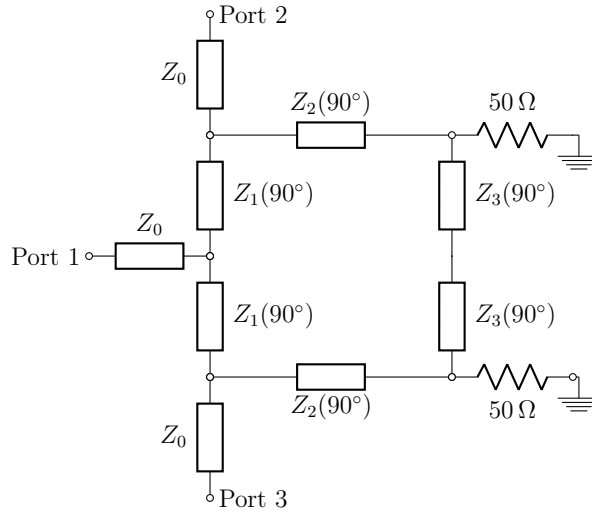 Port 2
Z₀
Z₂(90°)
50 Ω
Z₁(90°)
Z₃(90°)
Z₀
Port 1
Z₁(90°)
Z₃(90°)
Z₂(90°)
50 Ω
Z₀
Port 3